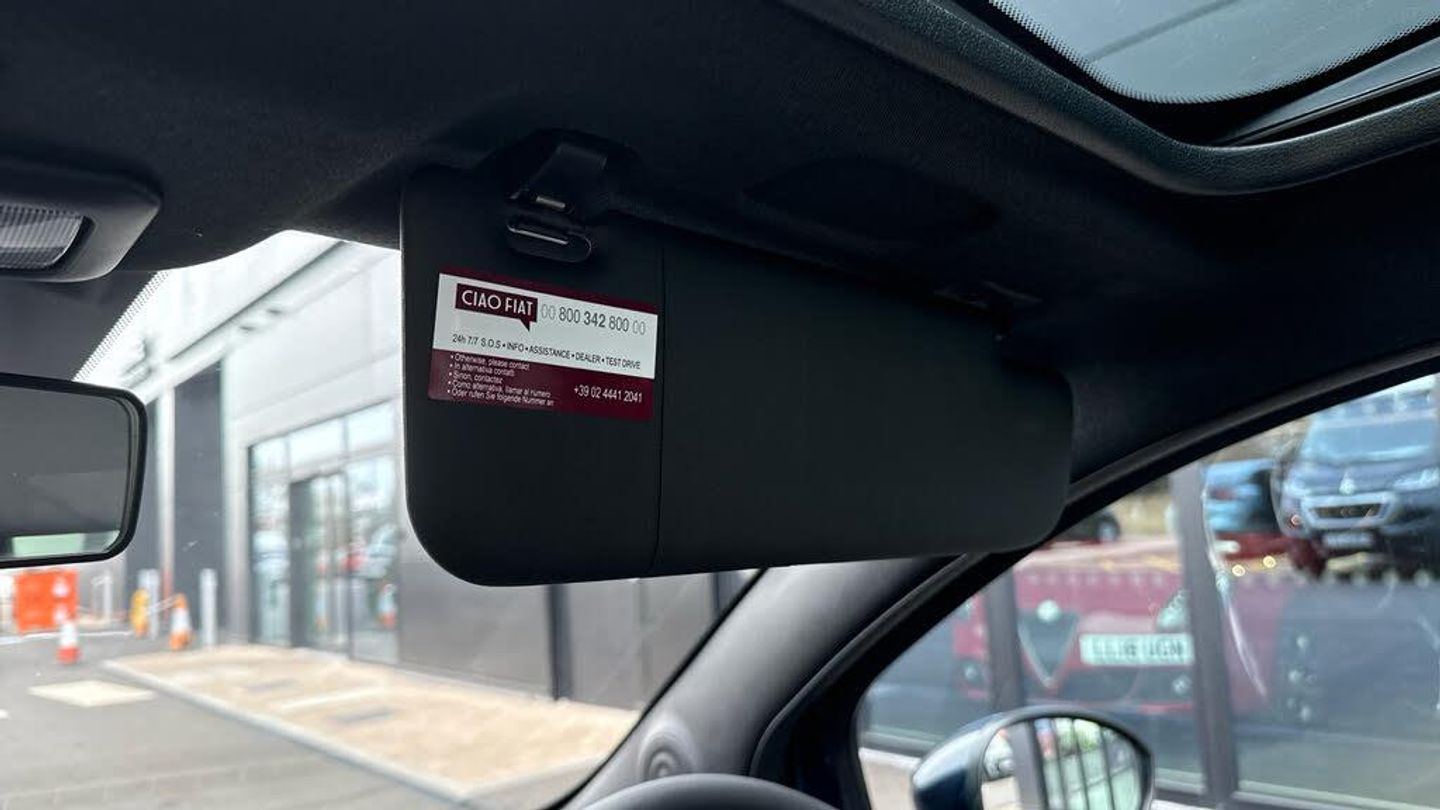 CIAO FIAT 00 800 342 800 00
24h 7/7 S.O.S • INFO • ASSISTANCE • DEALER • TEST DRIVE
• Otherwise, please contact
• In alternativa contatti
• Sinon, contactez
• Como alternativa, llamar al número
• Oder rufen Sie folgende Nummer an
+39 02 4441 2041